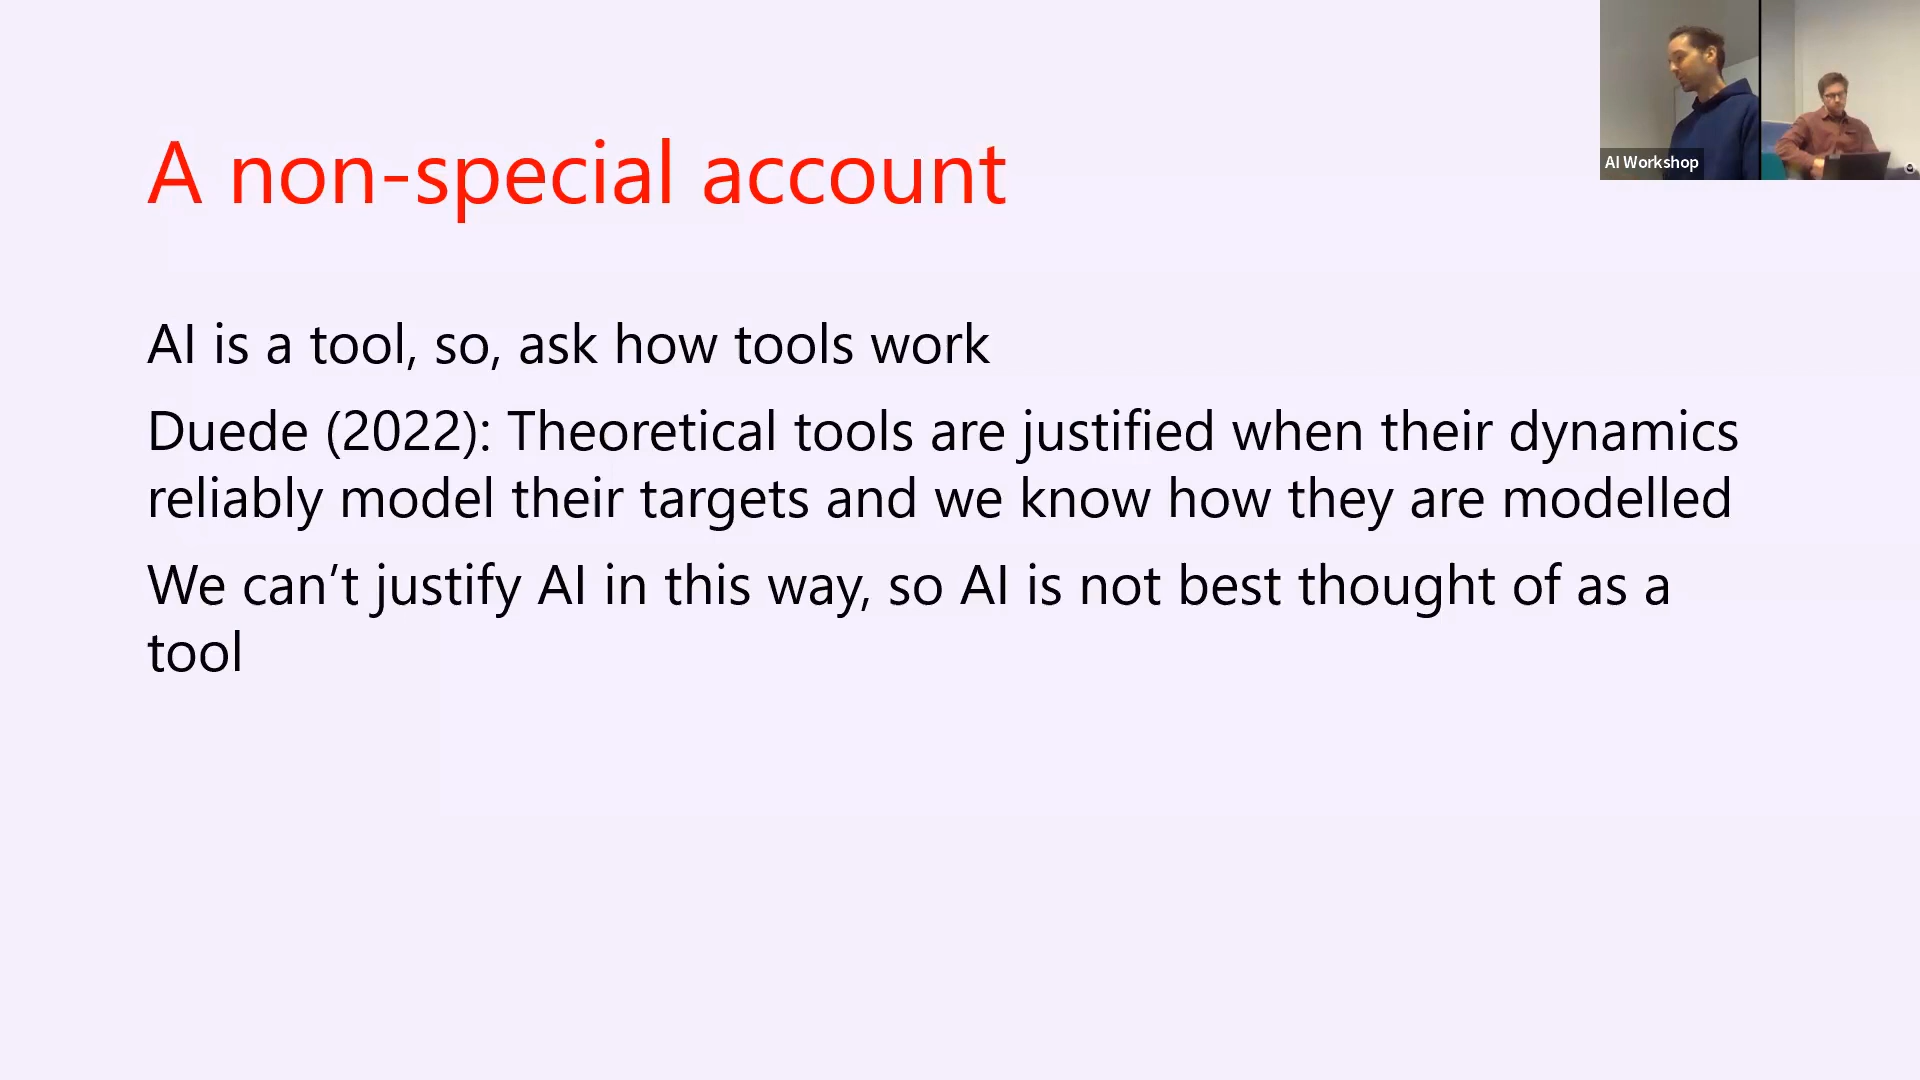 A non-special account
AI Workshop
AI is a tool, so, ask how tools work
Duede (2022): Theoretical tools are justified when their dynamics
reliably model their targets and we know how they are modelled
We can’t justify AI in this way, so AI is not best thought of as a
tool